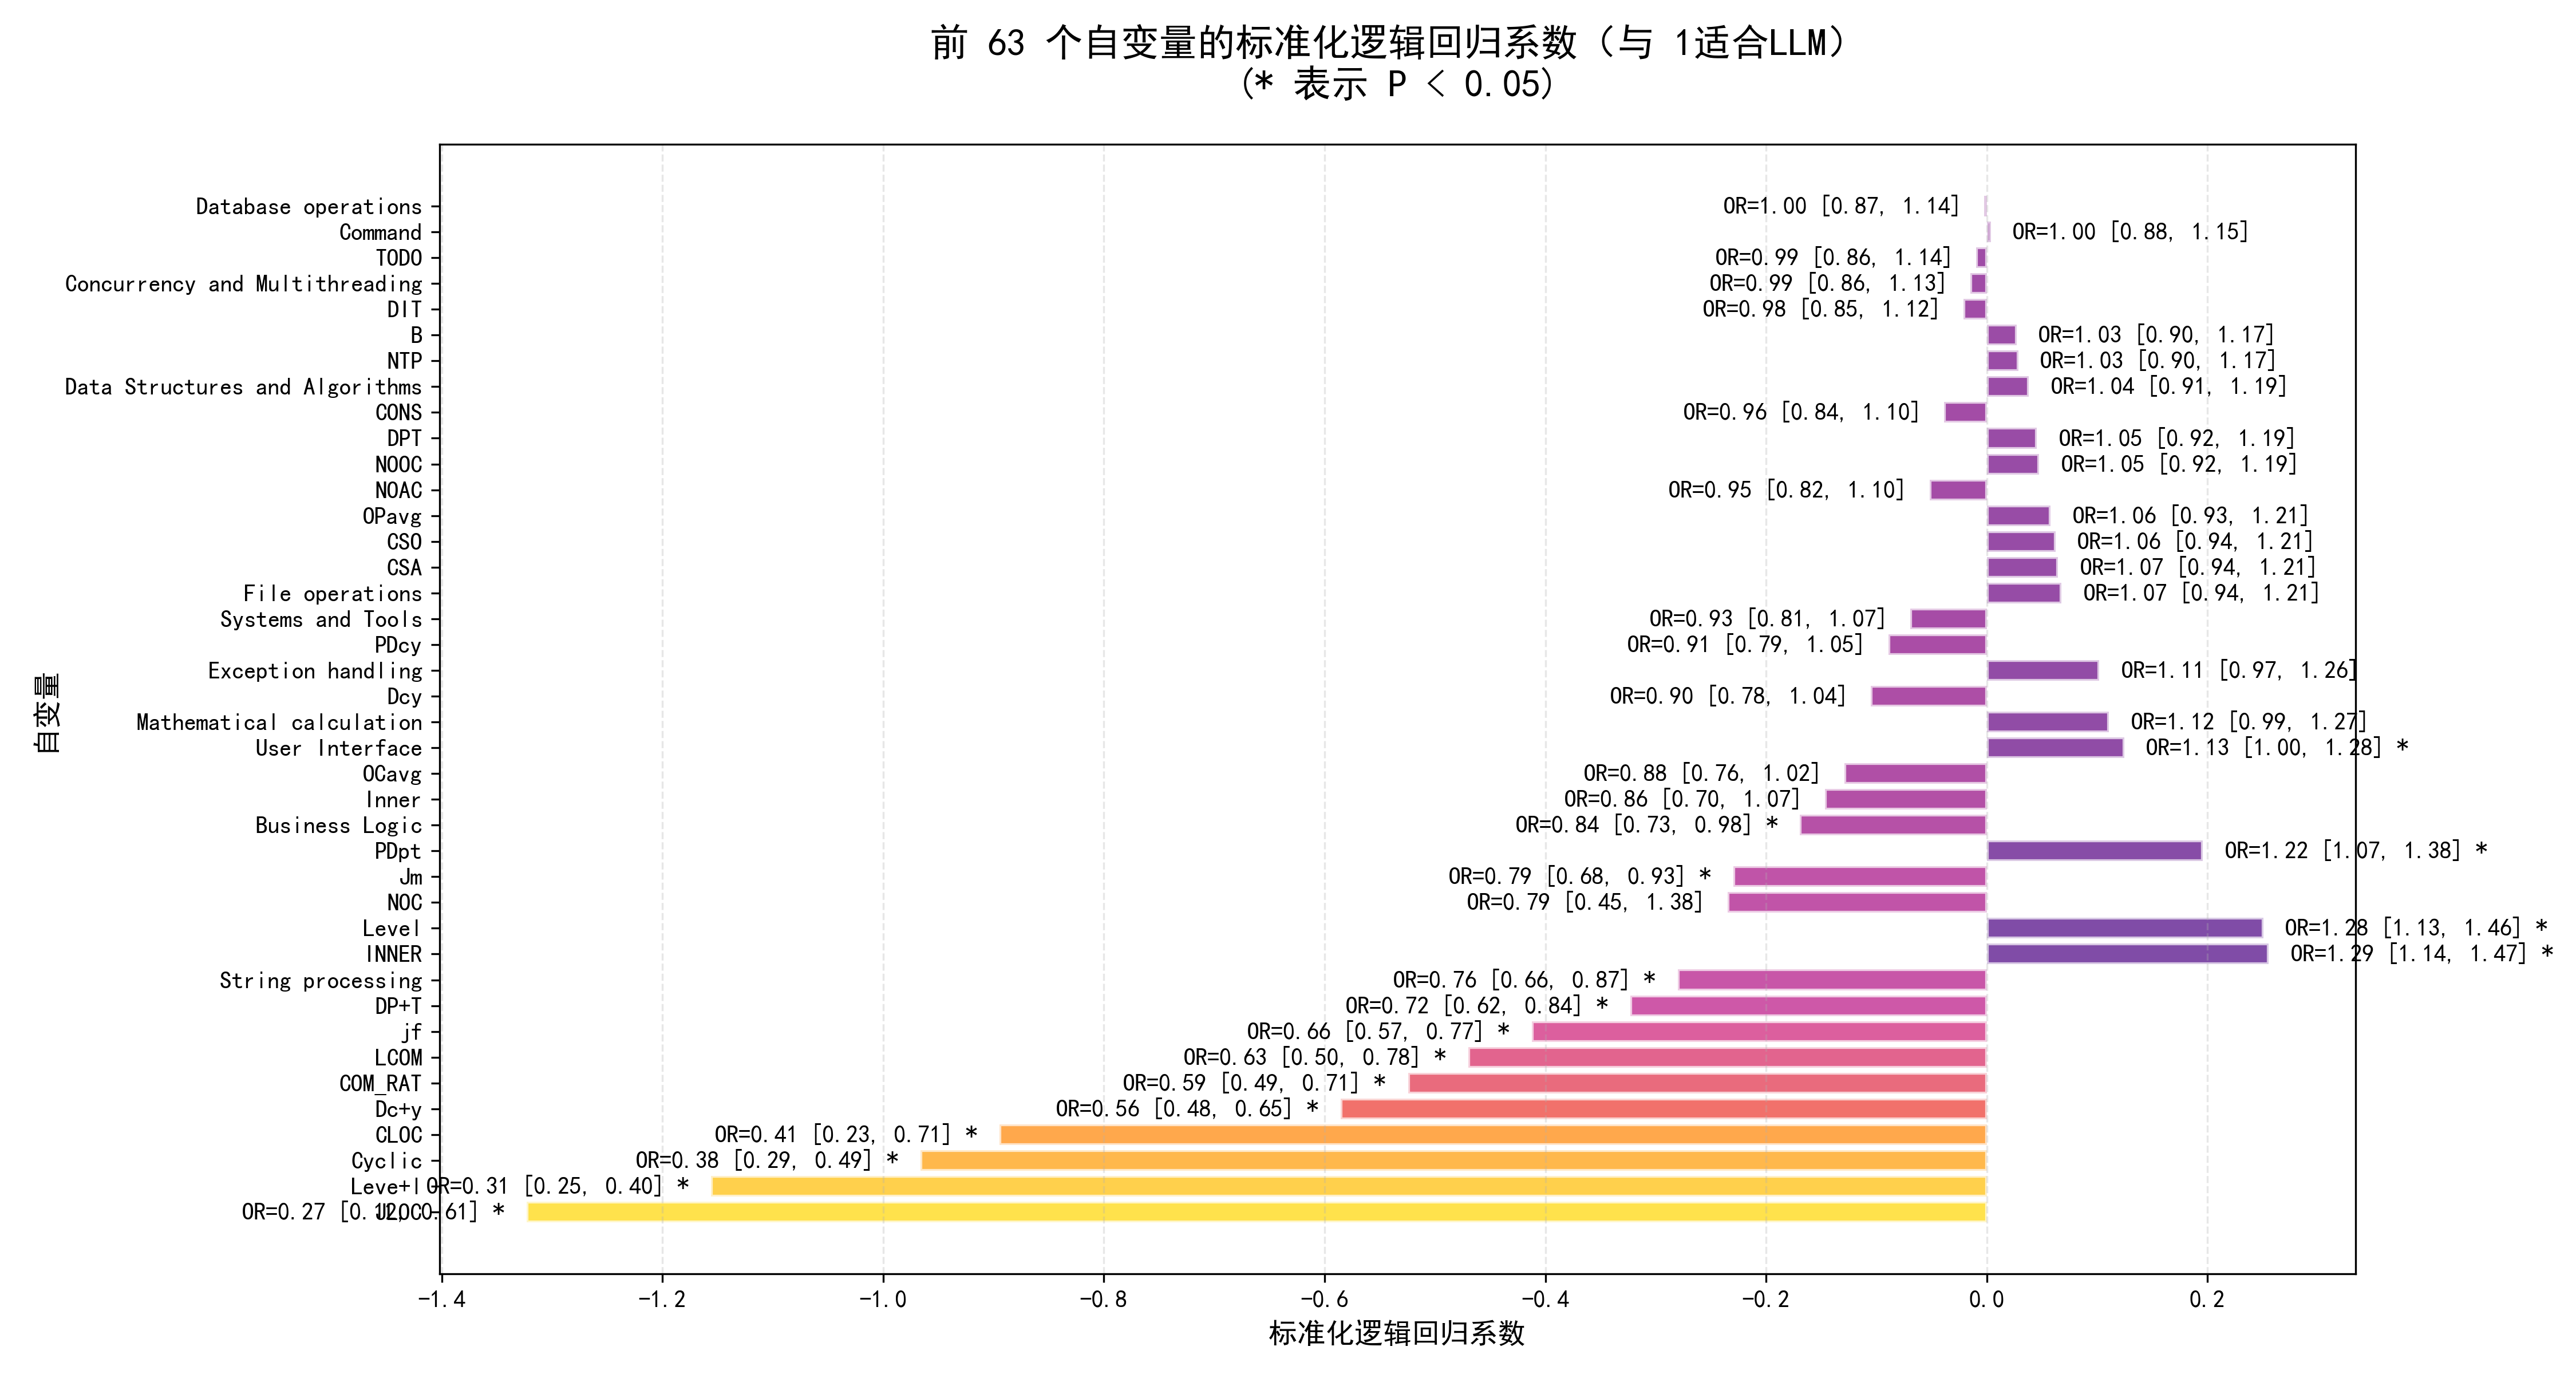 前 63 个自变量的标准化逻辑回归系数（与 1适合LLM）
(* 表示 P < 0.05)
自变量
Database operations OR=1.00 [0.87, 1.14]
Command OR=1.00 [0.88, 1.15]
TODO OR=0.99 [0.86, 1.14]
Concurrency and Multithreading OR=0.99 [0.86, 1.13]
DIT OR=0.98 [0.85, 1.12]
B OR=1.03 [0.90, 1.17]
NTP OR=1.03 [0.90, 1.17]
Data Structures and Algorithms OR=1.04 [0.91, 1.19]
CONS OR=0.96 [0.84, 1.10]
DPT OR=1.05 [0.92, 1.19]
NOOC OR=1.05 [0.92, 1.19]
NOAC OR=0.95 [0.82, 1.10]
OPavg OR=1.06 [0.93, 1.21]
CSO OR=1.06 [0.94, 1.21]
CSA OR=1.07 [0.94, 1.21]
File operations OR=1.07 [0.94, 1.21]
Systems and Tools OR=0.93 [0.81, 1.07]
PDcy OR=0.91 [0.79, 1.05]
Exception handling OR=1.11 [0.97, 1.26]
Dcy OR=0.90 [0.78, 1.04]
Mathematical calculation OR=1.12 [0.99, 1.27]
User Interface OR=1.13 [1.00, 1.28] *
OCavg OR=0.88 [0.76, 1.02]
Inner OR=0.86 [0.70, 1.07]
Business Logic OR=0.84 [0.73, 0.98] *
PDpt OR=1.22 [1.07, 1.38] *
Jm OR=0.79 [0.68, 0.93] *
NOC OR=0.79 [0.45, 1.38]
Level OR=1.28 [1.13, 1.46] *
INNER OR=1.29 [1.14, 1.47] *
String processing OR=0.76 [0.66, 0.87] *
DP+T OR=0.72 [0.62, 0.84] *
jf OR=0.66 [0.57, 0.77] *
LCOM OR=0.63 [0.50, 0.78] *
COM_RAT OR=0.59 [0.49, 0.71] *
Dc+y OR=0.56 [0.48, 0.65] *
CLOC OR=0.41 [0.23, 0.71] *
Cyclic OR=0.38 [0.29, 0.49] *
Leve+l OR=0.31 [0.25, 0.40] *
JLOC OR=0.27 [0.12, 0.61] *
-1.4 -1.2 -1.0 -0.8 -0.6 -0.4 -0.2 0.0 0.2
标准化逻辑回归系数